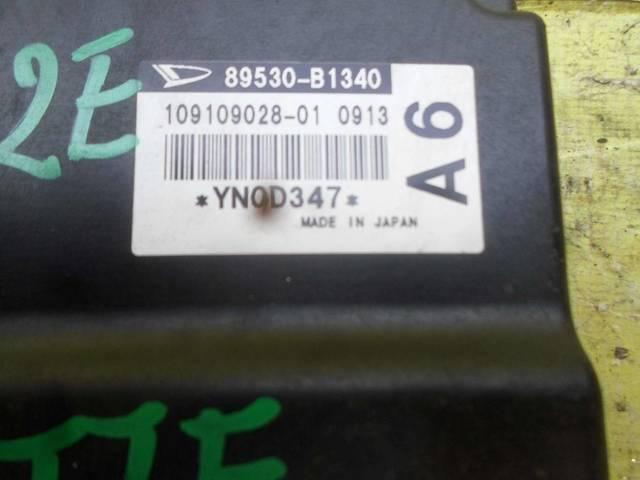 2E
89530-B1340
109109028-01 0913
A6
*YN0D347*
MADE IN JAPAN